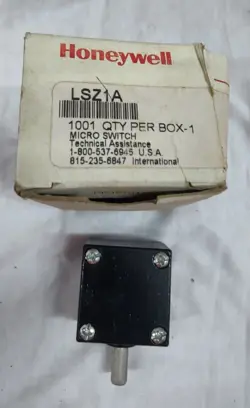 Honeywell
LSZ1A
1001 QTY PER BOX-1
MICRO SWITCH
Technical Assistance
1-800-537-6945 U.S.A.
815-235-6847 International